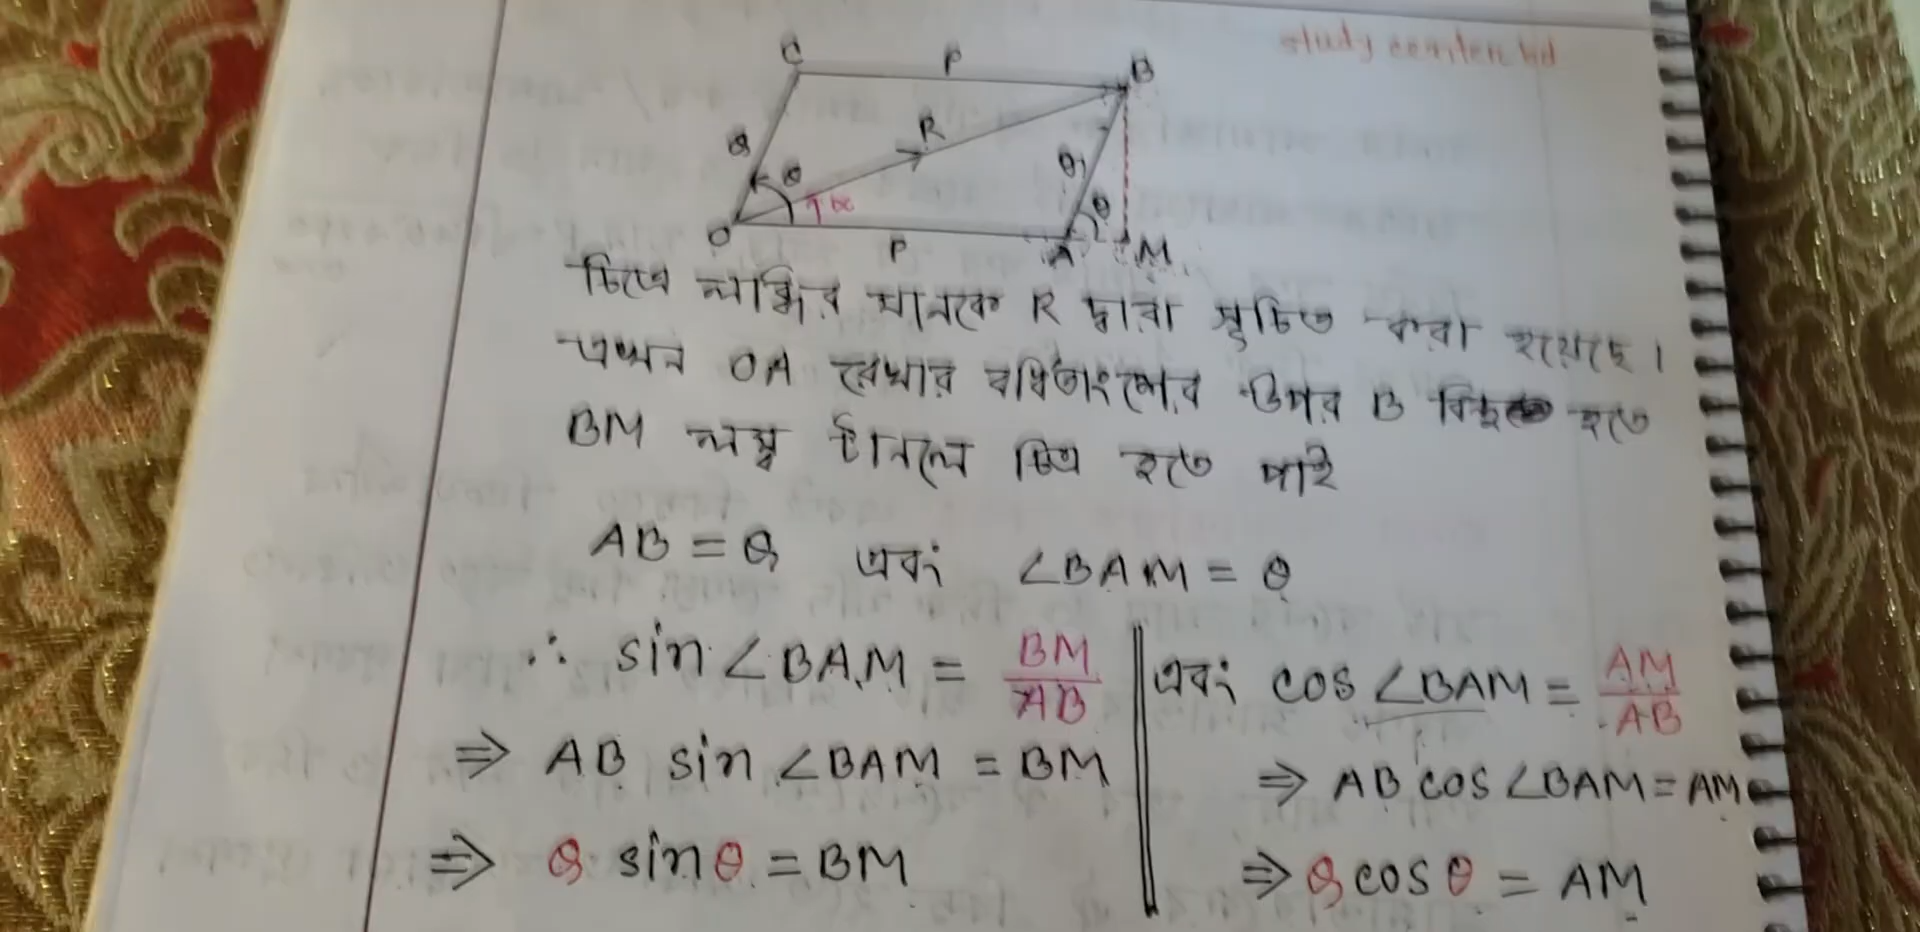 study center bd
C P B
Q θ R Q θ
α
O P A M
চিত্রে লব্ধির মানকে R দ্বারা সূচিত করা হয়েছে।
এখন OA রেখার বর্ধিতাংশের উপর B বিন্দু হতে
BM লম্ব টানলে চিত্র হতে পাই
AB = Q এবং ∠BAM = θ
∴ sin ∠BAM = BM/AB এবং cos ∠BAM = AM/AB
⇒ AB sin ∠BAM = BM ⇒ AB cos ∠BAM = AM
⇒ Q sin θ = BM ⇒ Q cos θ = AM